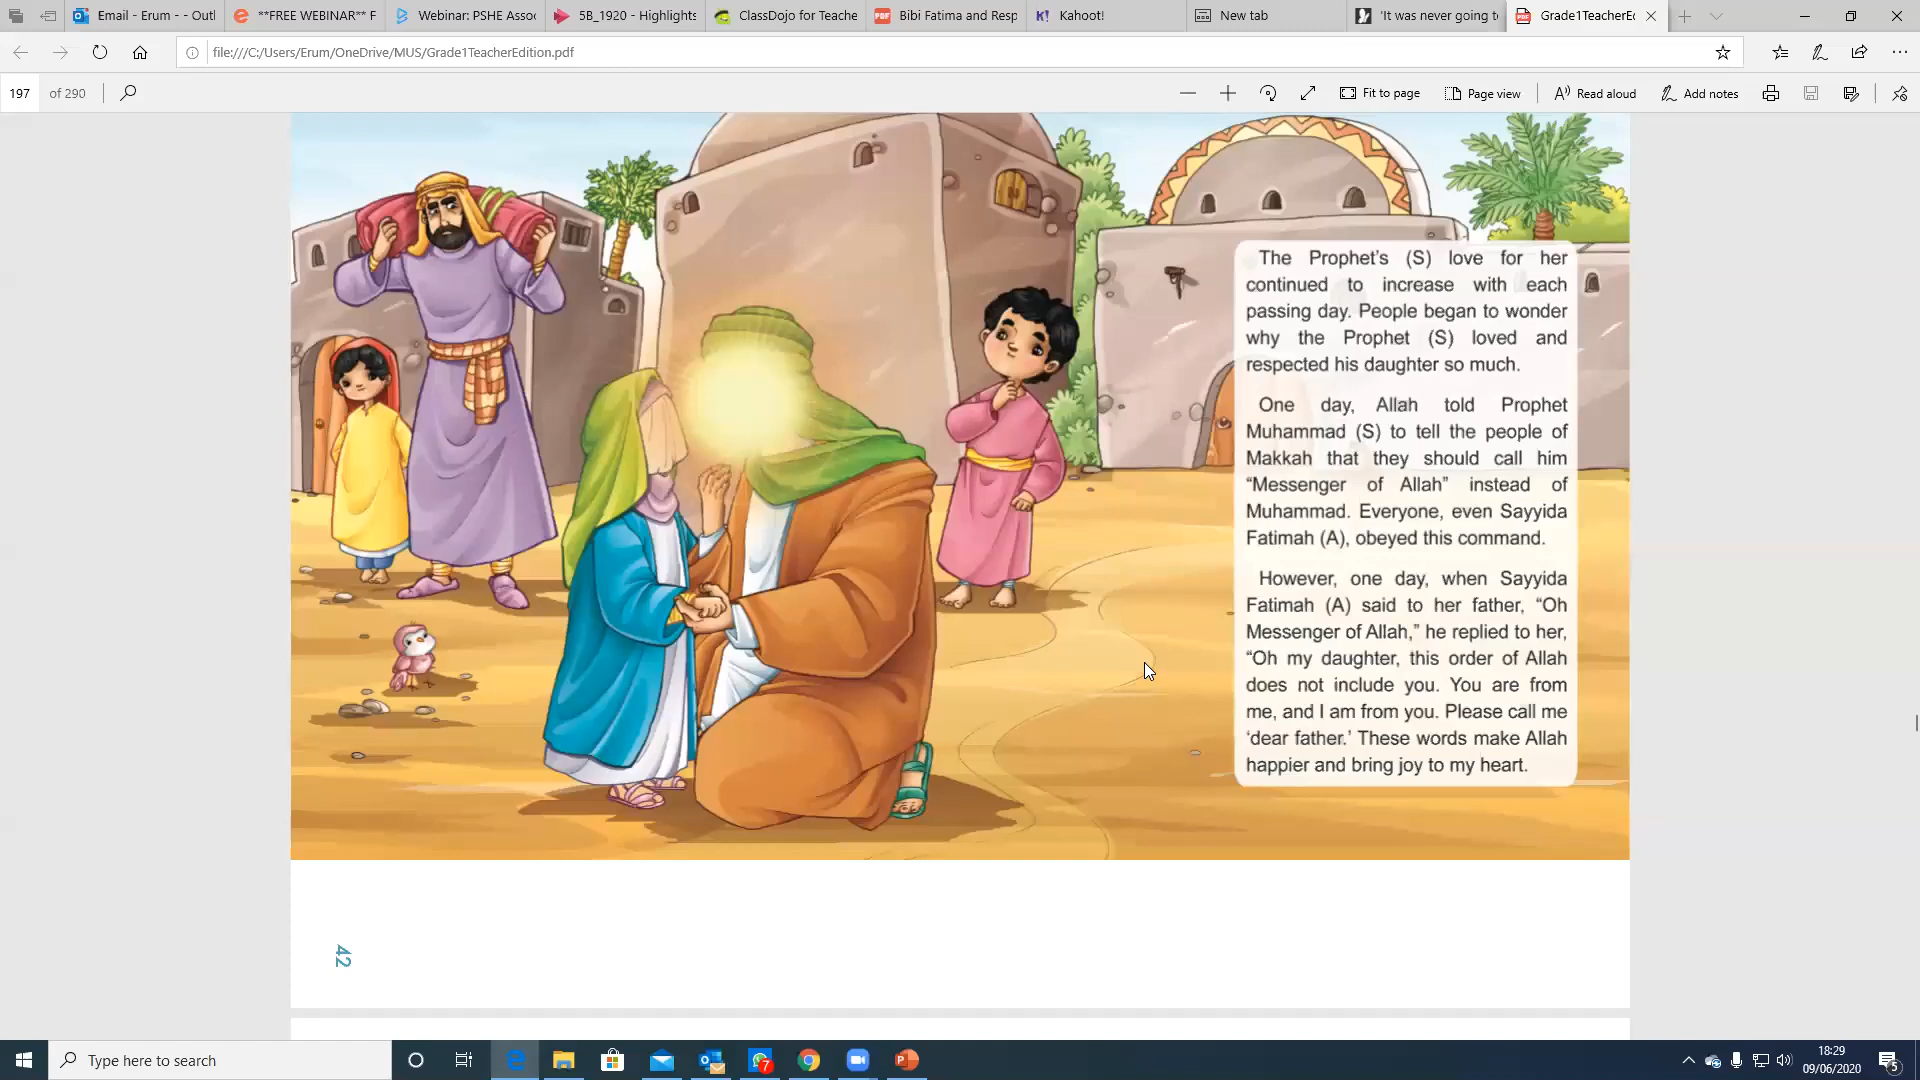 Email - Erum - - Outl
**FREE WEBINAR** F
Webinar: PSHE Assoc
5B_1920 - Highlights
ClassDojo for Teache
Bibi Fatima and Resp
Kahoot!
New tab
'It was never going to
Grade1TeacherEd
file:///C:/Users/Erum/OneDrive/MUS/Grade1TeacherEdition.pdf
197 of 290
Fit to page
Page view
Read aloud
Add notes
The Prophet's (S) love for her
continued to increase with each
passing day. People began to wonder
why the Prophet (S) loved and
respected his daughter so much.
One day, Allah told Prophet
Muhammad (S) to tell the people of
Makkah that they should call him
“Messenger of Allah” instead of
Muhammad. Everyone, even Sayyida
Fatimah (A), obeyed this command.
However, one day, when Sayyida
Fatimah (A) said to her father, “Oh
Messenger of Allah,” he replied to her,
“Oh my daughter, this order of Allah
does not include you. You are from
me, and I am from you. Please call me
‘dear father.’ These words make Allah
happier and bring joy to my heart.
42
Type here to search
7
18:29
09/06/2020
5